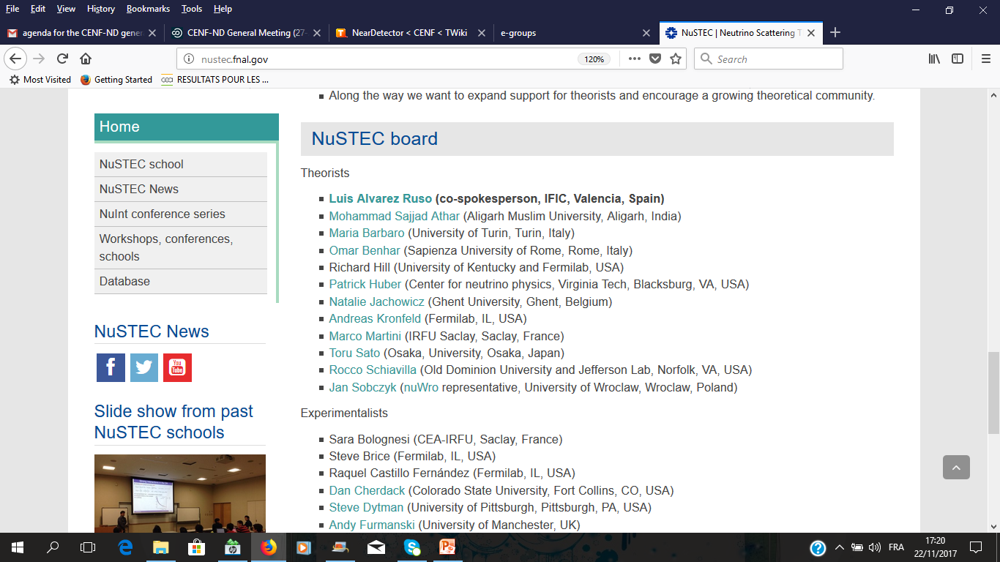 File Edit View History Bookmarks Tools Help
agenda for the CENF-ND gener
CENF-ND General Meeting (27-
NearDetector < CENF < TWiki
e-groups
NuSTEC | Neutrino Scattering T
nustec.fnal.gov
120%
Search
Most Visited
Getting Started
cea
RESULTATS POUR LES ...
Along the way we want to expand support for theorists and encourage a growing theoretical community.
Home
NuSTEC school
NuSTEC News
NuInt conference series
Workshops, conferences,
schools
Database
NuSTEC News
You
Tube
Slide show from past
NuSTEC schools
NuSTEC board
Theorists
Luis Alvarez Ruso (co-spokesperson, IFIC, Valencia, Spain)
Mohammad Sajjad Athar (Aligarh Muslim University, Aligarh, India)
Maria Barbaro (University of Turin, Turin, Italy)
Omar Benhar (Sapienza University of Rome, Rome, Italy)
Richard Hill (University of Kentucky and Fermilab, USA)
Patrick Huber (Center for neutrino physics, Virginia Tech, Blacksburg, VA, USA)
Natalie Jachowicz (Ghent University, Ghent, Belgium)
Andreas Kronfeld (Fermilab, IL, USA)
Marco Martini (IRFU Saclay, Saclay, France)
Toru Sato (Osaka, University, Osaka, Japan)
Rocco Schiavilla (Old Dominion University and Jefferson Lab, Norfolk, VA, USA)
Jan Sobczyk (nuWro representative, University of Wroclaw, Wroclaw, Poland)
Experimentalists
Sara Bolognesi (CEA-IRFU, Saclay, France)
Steve Brice (Fermilab, IL, USA)
Raquel Castillo Fernández (Fermilab, IL, USA)
Dan Cherdack (Colorado State University, Fort Collins, CO, USA)
Steve Dytman (University of Pittsburgh, Pittsburgh, PA, USA)
Andy Furmanski (University of Manchester, UK)
FRA
17:20
22/11/2017